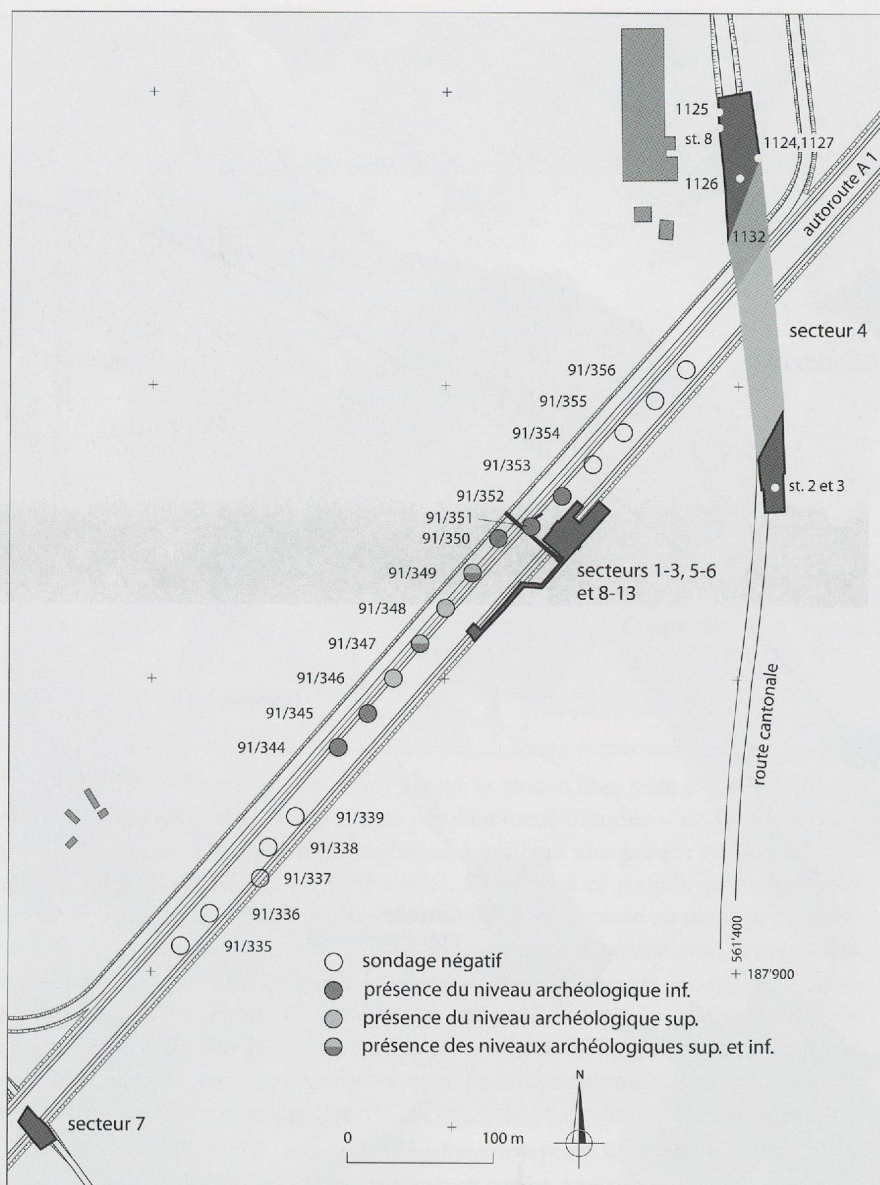 1125
st. 8
1124,1127
1126
1132
autoroute A 1
secteur 4
91/356
91/355
91/354
91/353
91/352
91/351
91/350
91/349
91/348
91/347
91/346
91/345
91/344
st. 2 et 3
secteurs 1-3, 5-6
et 8-13
route cantonale
91/339
91/338
91/337
91/336
91/335
561'400
187'900
sondage négatif
présence du niveau archéologique inf.
présence du niveau archéologique sup.
présence des niveaux archéologiques sup. et inf.
secteur 7
N
0 100 m